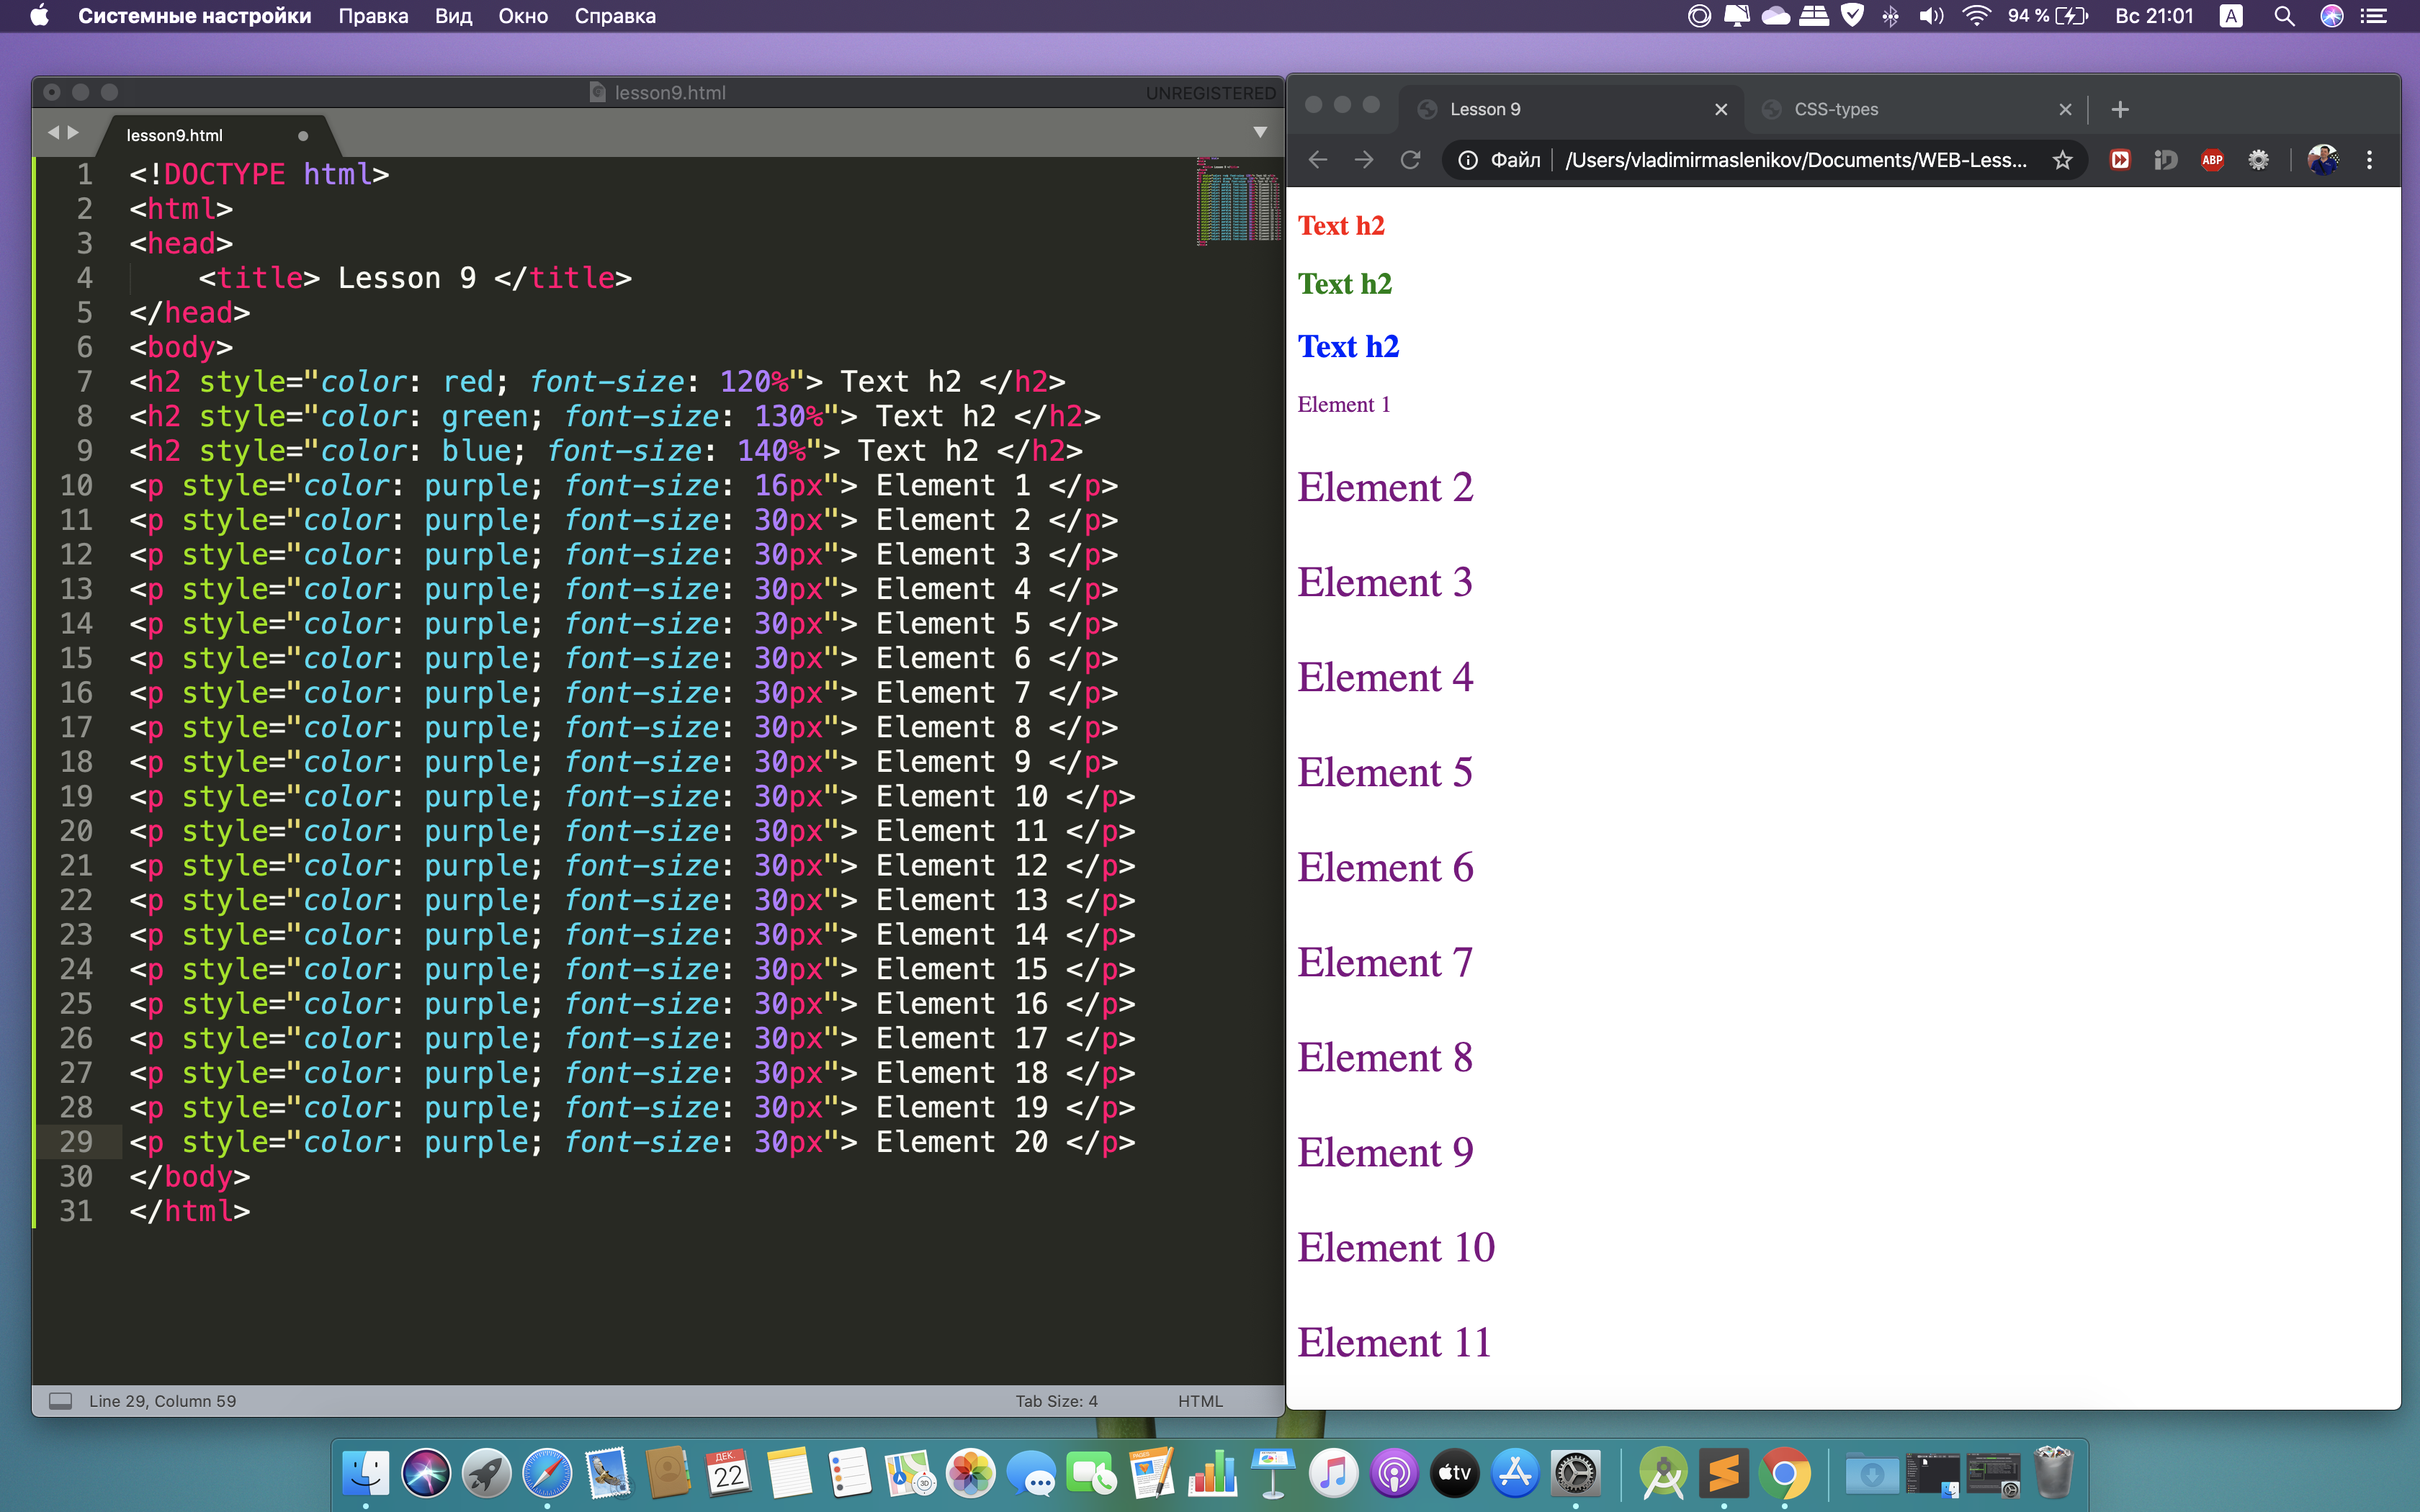 Системные настройки Правка Вид Окно Справка 94 % Вс 21:01 A
lesson9.html UNREGISTERED
lesson9.html
1 <!DOCTYPE html>
2 <html>
3 <head>
4 <title> Lesson 9 </title>
5 </head>
6 <body>
7 <h2 style="color: red; font-size: 120%"> Text h2 </h2>
8 <h2 style="color: green; font-size: 130%"> Text h2 </h2>
9 <h2 style="color: blue; font-size: 140%"> Text h2 </h2>
10 <p style="color: purple; font-size: 16px"> Element 1 </p>
11 <p style="color: purple; font-size: 30px"> Element 2 </p>
12 <p style="color: purple; font-size: 30px"> Element 3 </p>
13 <p style="color: purple; font-size: 30px"> Element 4 </p>
14 <p style="color: purple; font-size: 30px"> Element 5 </p>
15 <p style="color: purple; font-size: 30px"> Element 6 </p>
16 <p style="color: purple; font-size: 30px"> Element 7 </p>
17 <p style="color: purple; font-size: 30px"> Element 8 </p>
18 <p style="color: purple; font-size: 30px"> Element 9 </p>
19 <p style="color: purple; font-size: 30px"> Element 10 </p>
20 <p style="color: purple; font-size: 30px"> Element 11 </p>
21 <p style="color: purple; font-size: 30px"> Element 12 </p>
22 <p style="color: purple; font-size: 30px"> Element 13 </p>
23 <p style="color: purple; font-size: 30px"> Element 14 </p>
24 <p style="color: purple; font-size: 30px"> Element 15 </p>
25 <p style="color: purple; font-size: 30px"> Element 16 </p>
26 <p style="color: purple; font-size: 30px"> Element 17 </p>
27 <p style="color: purple; font-size: 30px"> Element 18 </p>
28 <p style="color: purple; font-size: 30px"> Element 19 </p>
29 <p style="color: purple; font-size: 30px"> Element 20 </p>
30 </body>
31 </html>
Line 29, Column 59 Tab Size: 4 HTML
Lesson 9 CSS-types
Файл /Users/vladimirmaslenikov/Documents/WEB-Less... ABP
Text h2
Text h2
Text h2
Element 1
Element 2
Element 3
Element 4
Element 5
Element 6
Element 7
Element 8
Element 9
Element 10
Element 11
ДЕК.
22
3D
PAGES
tv